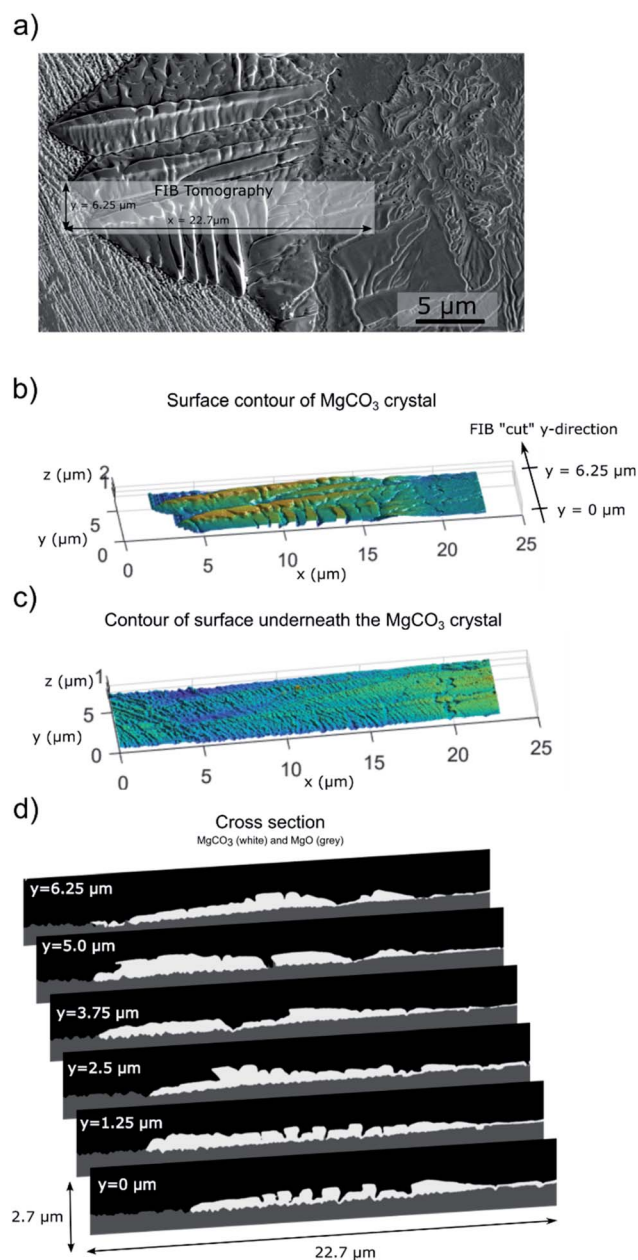 a)
FIB Tomography
y = 6.25 μm
x = 22.7μm
5 μm
b)
Surface contour of MgCO₃ crystal
FIB "cut" y-direction
z (μm)
2
1
y = 6.25 μm
5
y = 0 μm
y (μm)
0
0
5
10
15
20
25
x (μm)
c)
Contour of surface underneath the MgCO₃ crystal
z (μm)
1
5
y (μm)
0
0
5
10
15
20
25
x (μm)
d)
Cross section
MgCO₃ (white) and MgO (grey)
y=6.25 μm
y=5.0 μm
y=3.75 μm
y=2.5 μm
y=1.25 μm
y=0 μm
2.7 μm
22.7 μm